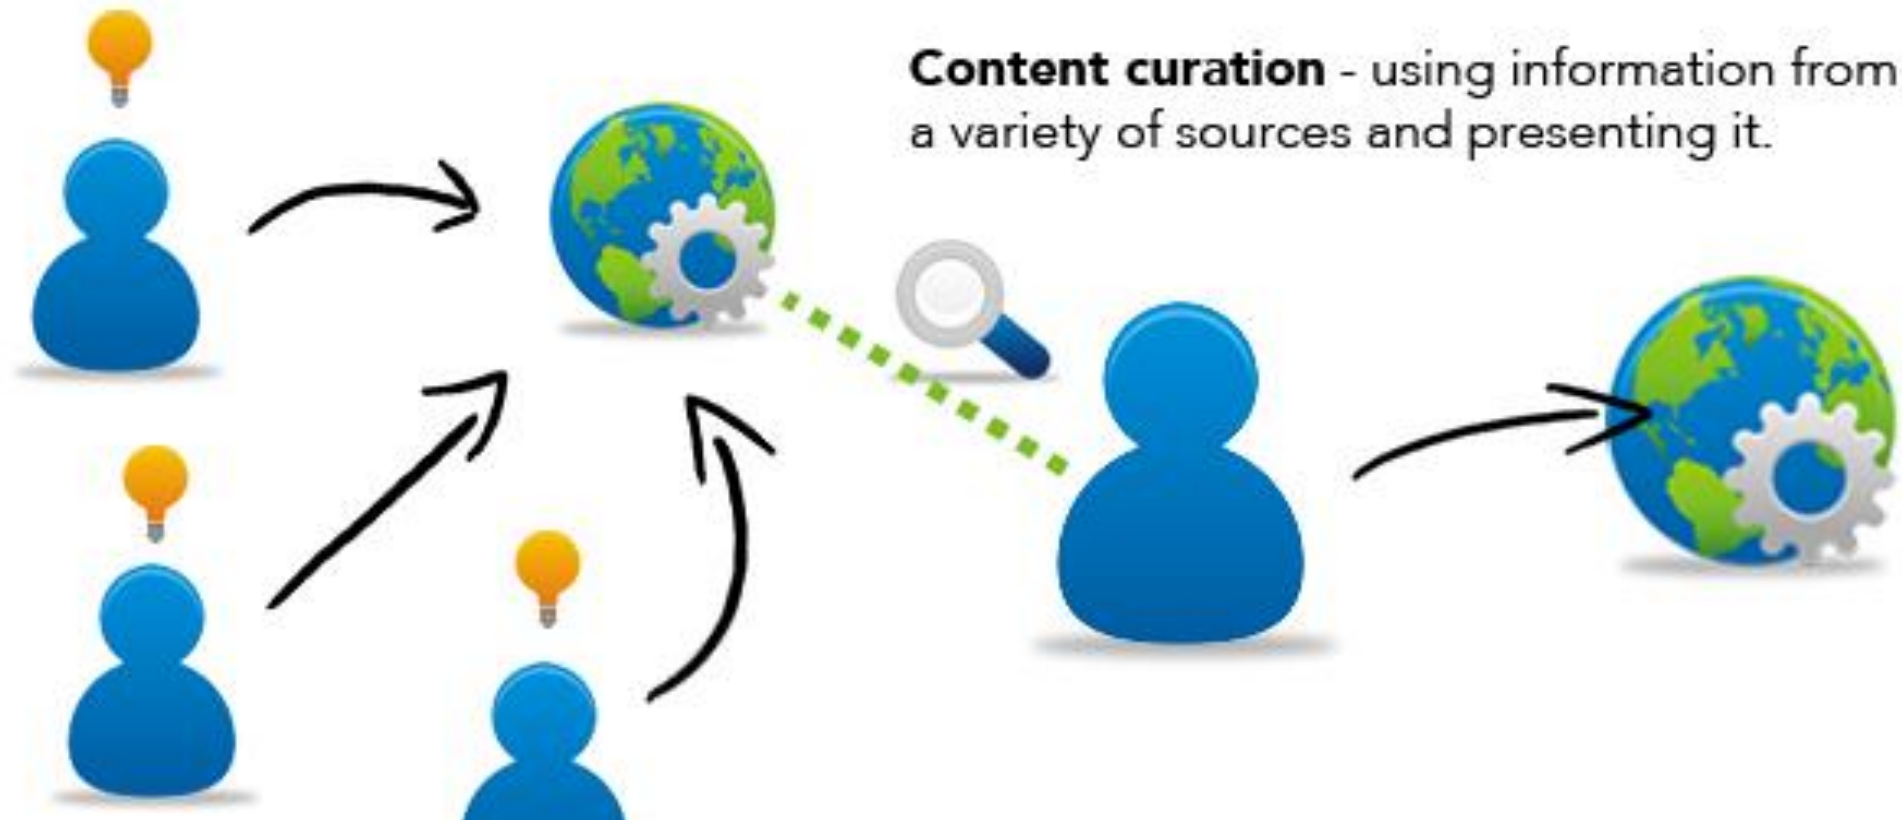 Content curation - using information from
a variety of sources and presenting it.